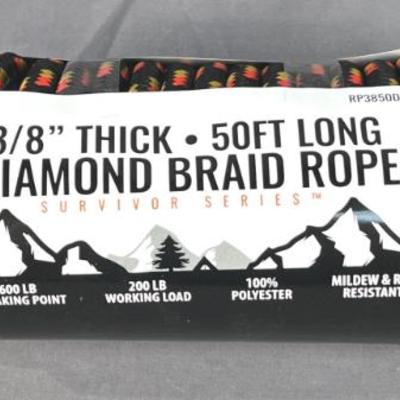 RP3850D
3/8” THICK • 50FT LONG
IAMOND BRAID ROPE
SURVIVOR SERIES™
600 LB 200 LB 100% MILDEW & R
AKING POINT WORKING LOAD POLYESTER RESISTANT